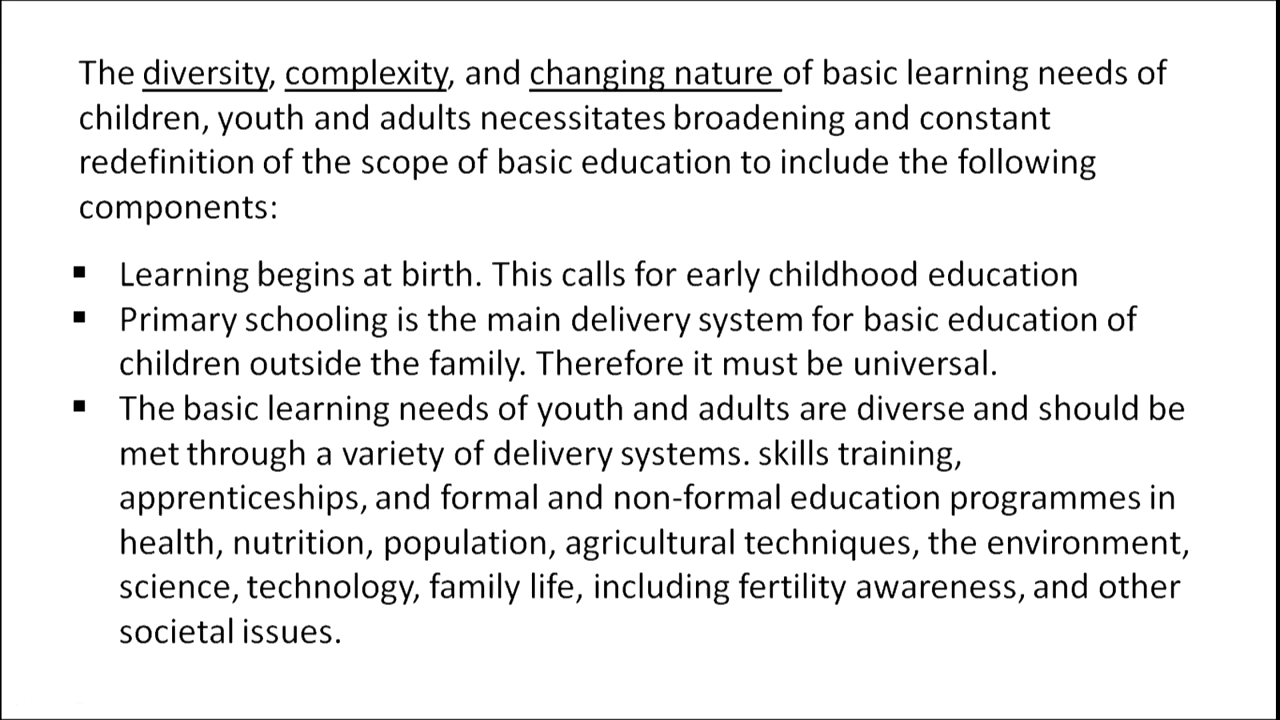 The diversity, complexity, and changing nature of basic learning needs of
children, youth and adults necessitates broadening and constant
redefinition of the scope of basic education to include the following
components:
▪ Learning begins at birth. This calls for early childhood education
▪ Primary schooling is the main delivery system for basic education of
children outside the family. Therefore it must be universal.
▪ The basic learning needs of youth and adults are diverse and should be
met through a variety of delivery systems. skills training,
apprenticeships, and formal and non-formal education programmes in
health, nutrition, population, agricultural techniques, the environment,
science, technology, family life, including fertility awareness, and other
societal issues.